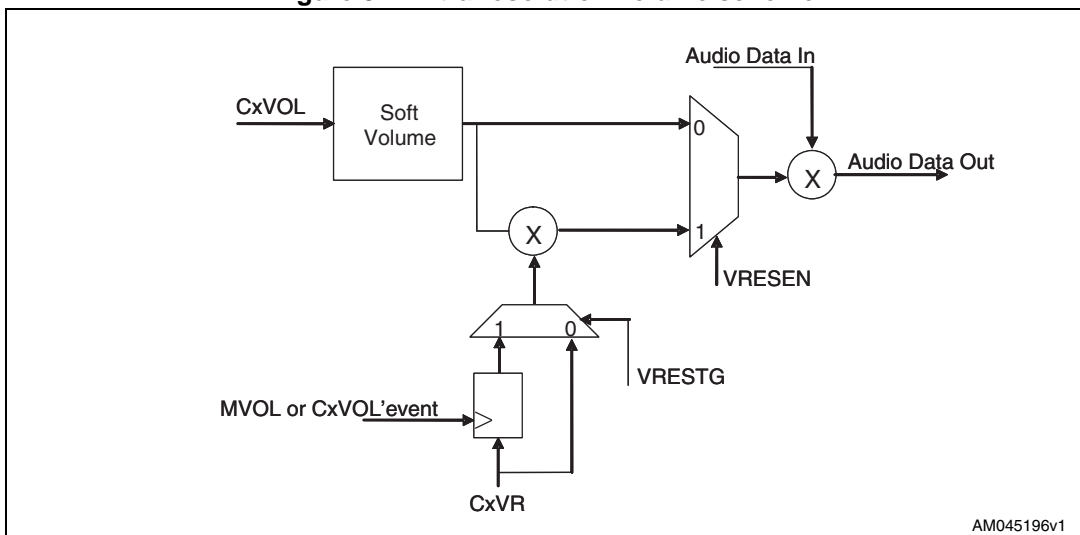 Audio Data In
CxVOL
Soft
Volume
0
Audio Data Out
X
X
1
VRESEN
1
0
VRESTG
MVOL or CxVOL'event
CxVR
AM045196v1